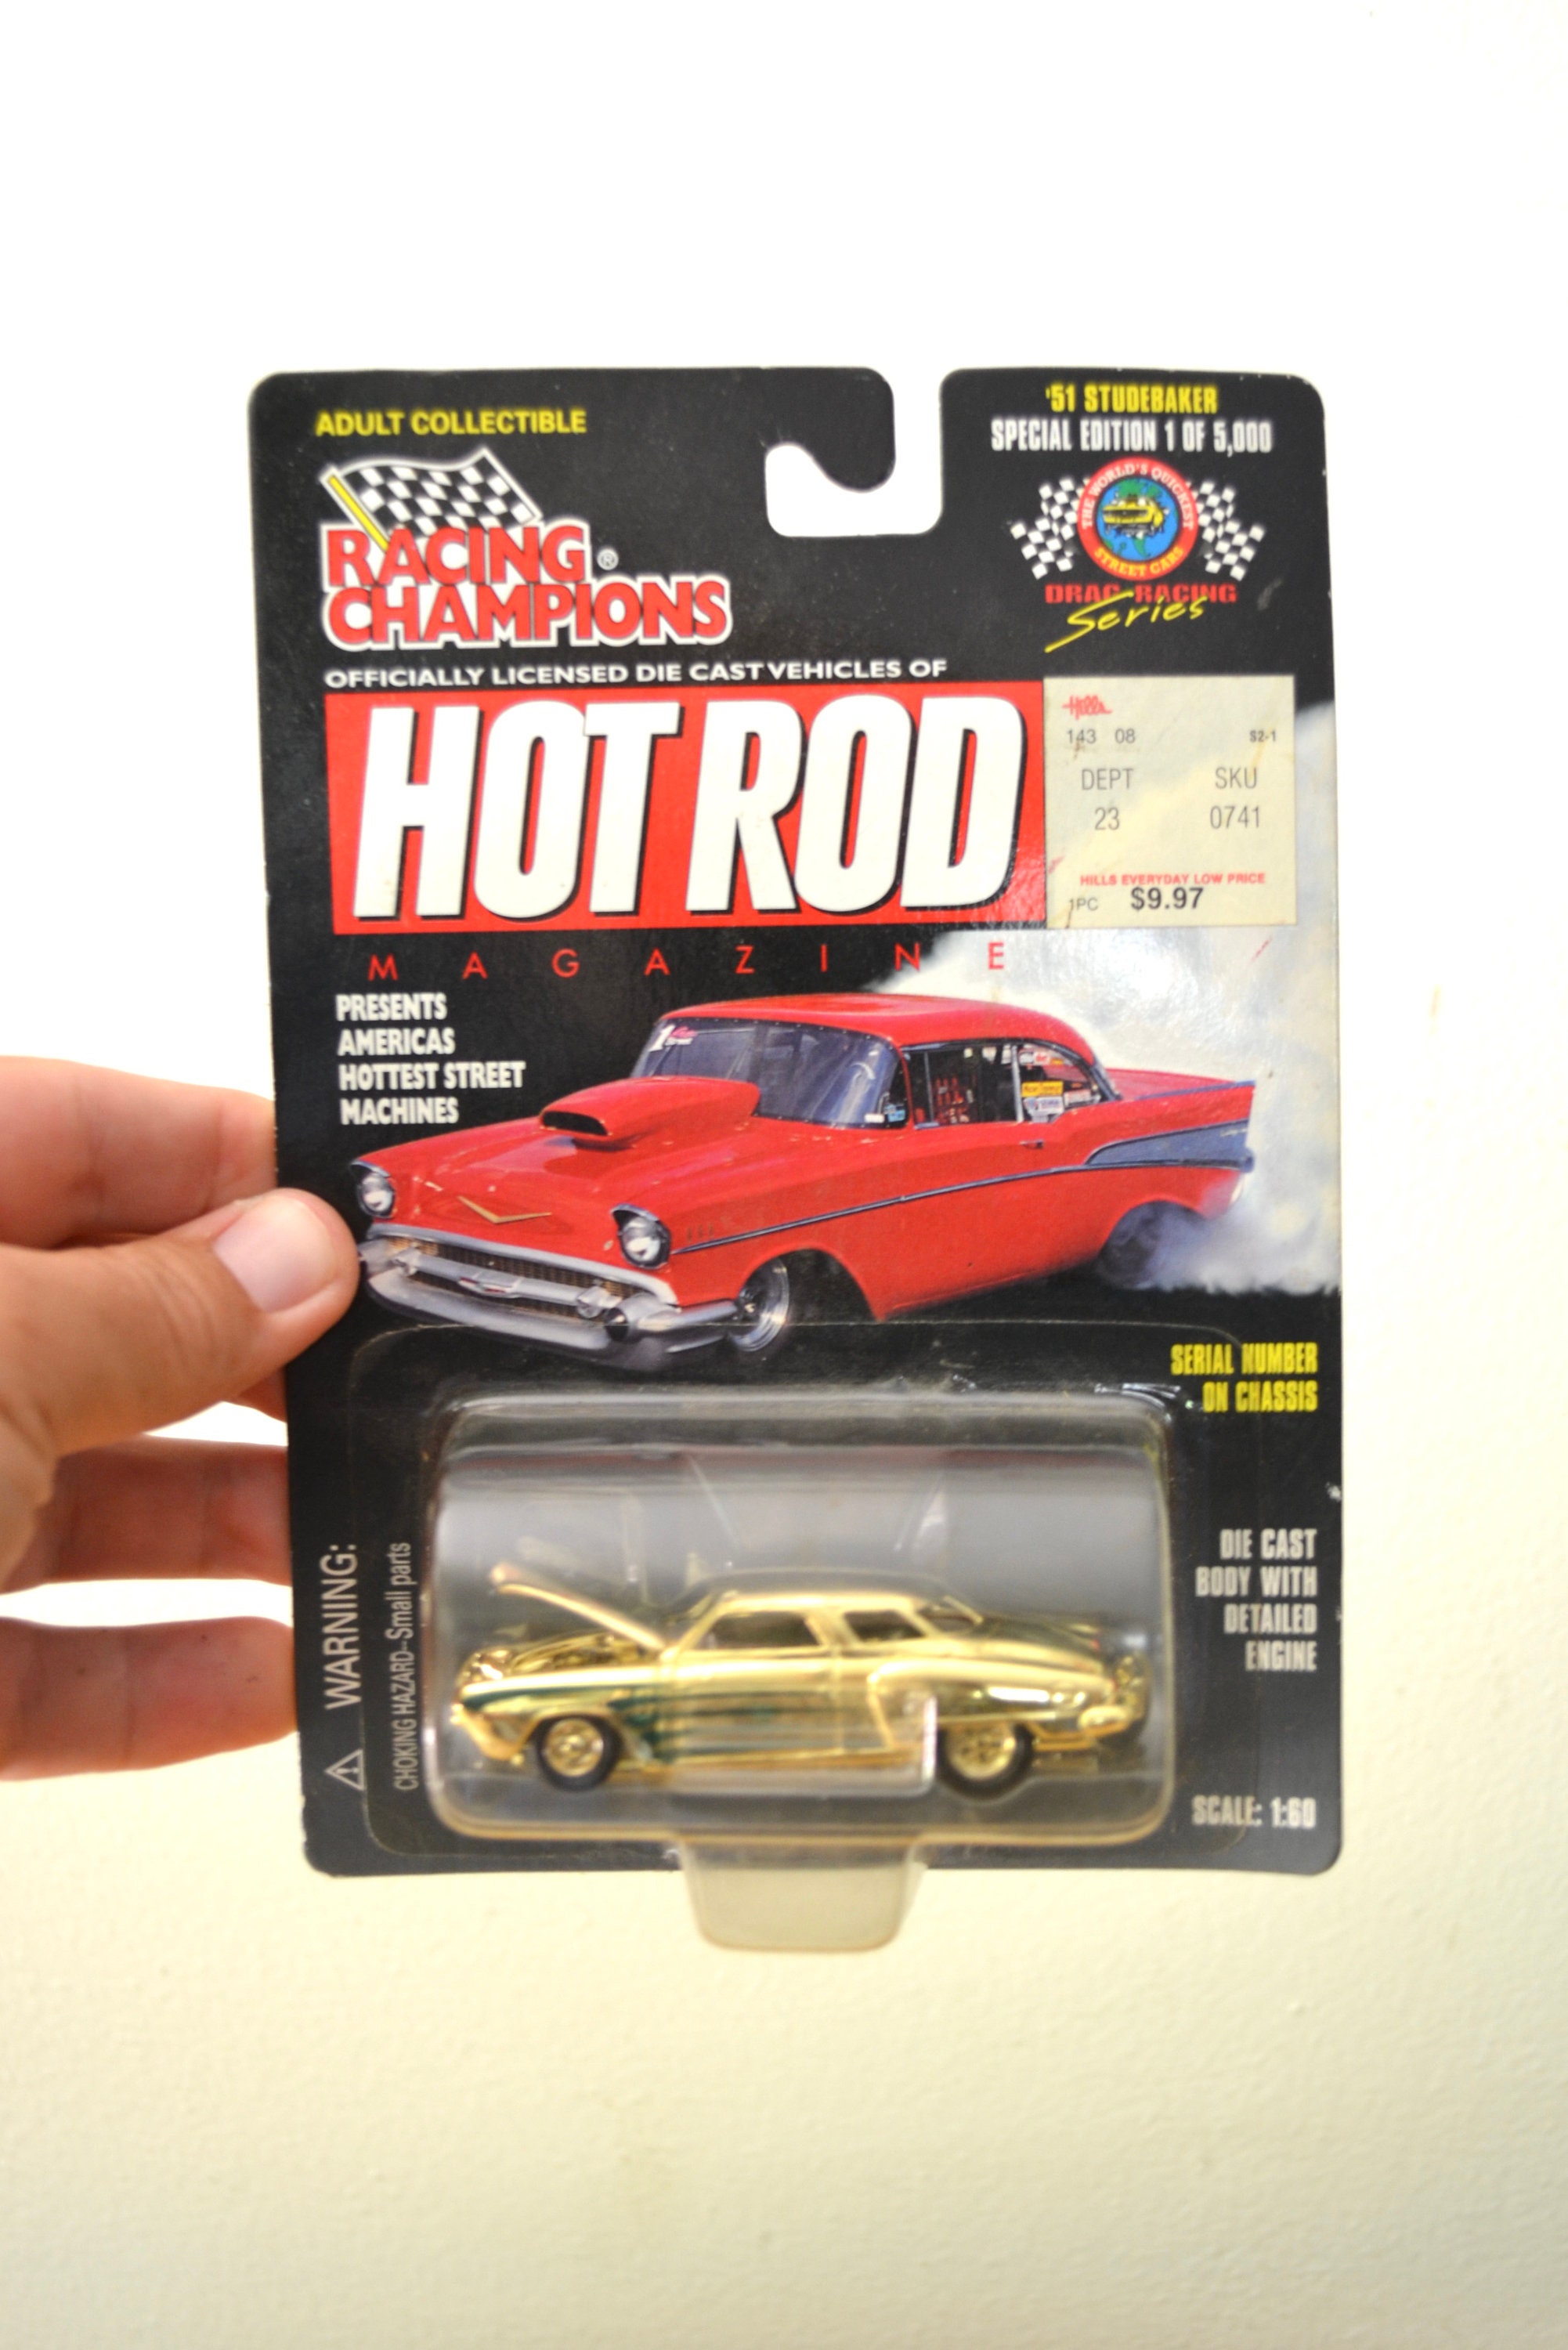 ADULT COLLECTIBLE
'51 STUDEBAKER
SPECIAL EDITION 1 OF 5,000
RACING ®
CHAMPIONS
THE WORLD'S QUICKEST
STREET CARS
DRAG RACING
Series
OFFICIALLY LICENSED DIE CAST VEHICLES OF
HOT ROD
MAGAZINE
Hills
143 08 S2-1
DEPT SKU
23 0741
HILLS EVERYDAY LOW PRICE
1PC $9.97
PRESENTS
AMERICAS
HOTTEST STREET
MACHINES
SERIAL NUMBER
ON CHASSIS
WARNING:
CHOKING HAZARD-Small parts
DIE CAST
BODY WITH
DETAILED
ENGINE
SCALE: 1:60